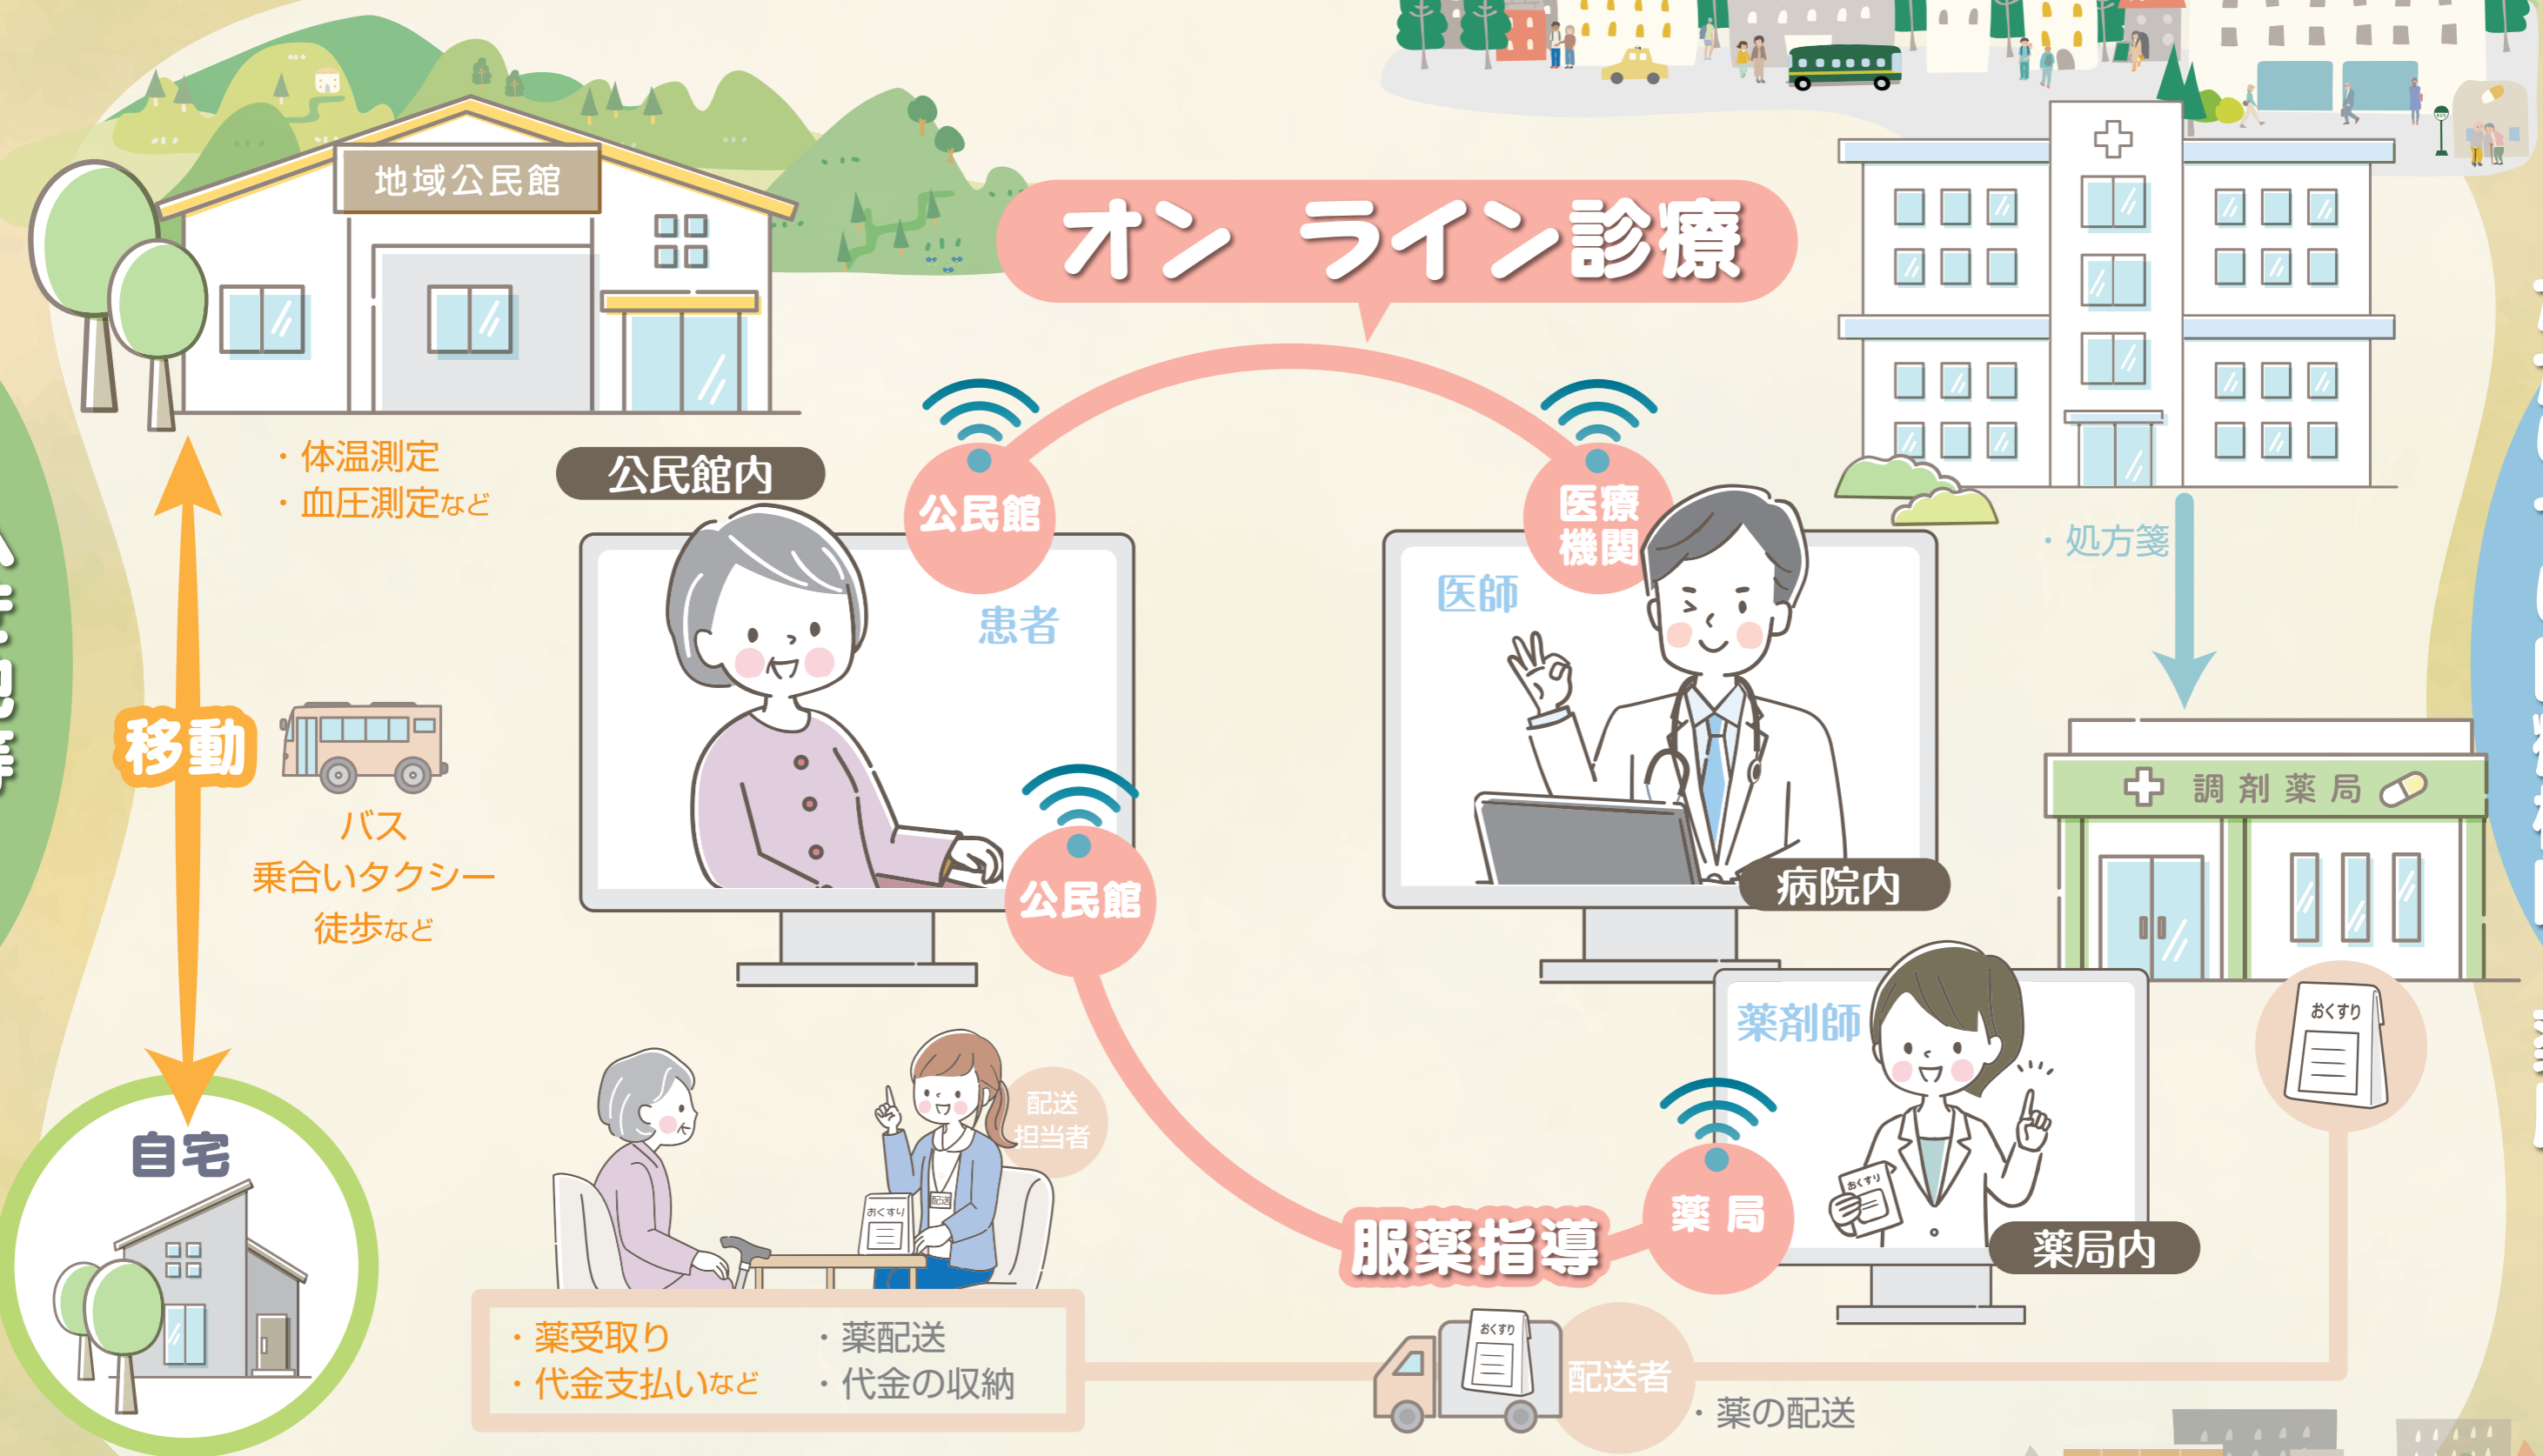 地域公民館
オン ライン診療
・体温測定
・血圧測定など
公民館内
公民館
医療
機関
患者
医師
・処方箋
移動
バス
乗合いタクシー
徒歩など
公民館
病院内
調剤薬局
薬剤師
おくすり
配送
担当者
自宅
おくすり
配送
おくすり
薬局
服薬指導
薬局内
・薬受取り
・代金支払いなど
・薬配送
・代金の収納
おくすり
配送者
・薬の配送